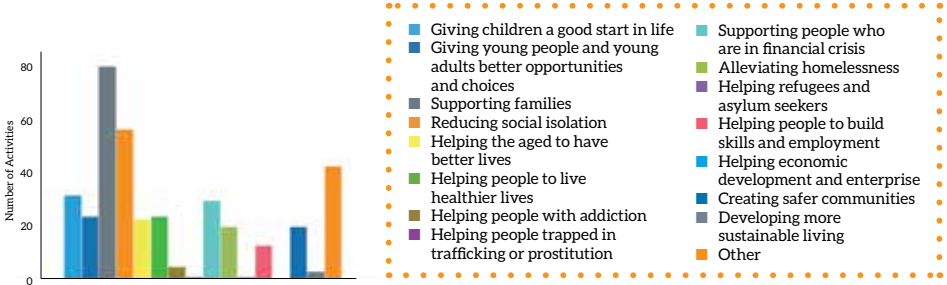 80
60
40
20
0
Number of Activities
Giving children a good start in life
Giving young people and young
adults better opportunities
and choices
Supporting families
Reducing social isolation
Helping the aged to have
better lives
Helping people to live
healthier lives
Helping people with addiction
Helping people trapped in
trafficking or prostitution
Supporting people who
are in financial crisis
Alleviating homelessness
Helping refugees and
asylum seekers
Helping people to build
skills and employment
Helping economic
development and enterprise
Creating safer communities
Developing more
sustainable living
Other